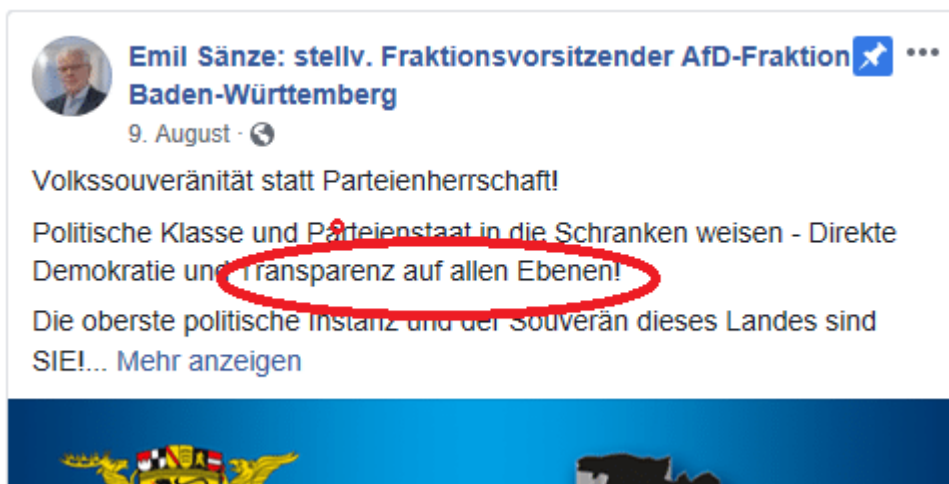 Emil Sänze: stellv. Fraktionsvorsitzender AfD-Fraktion
Baden-Württemberg
9. August ·
Volkssouveränität statt Parteienherrschaft!
Politische Klasse und Parteienstaat in die Schranken weisen - Direkte
Demokratie und Transparenz auf allen Ebenen!
Die oberste politische Instanz und der Souverän dieses Landes sind
SIE!... Mehr anzeigen